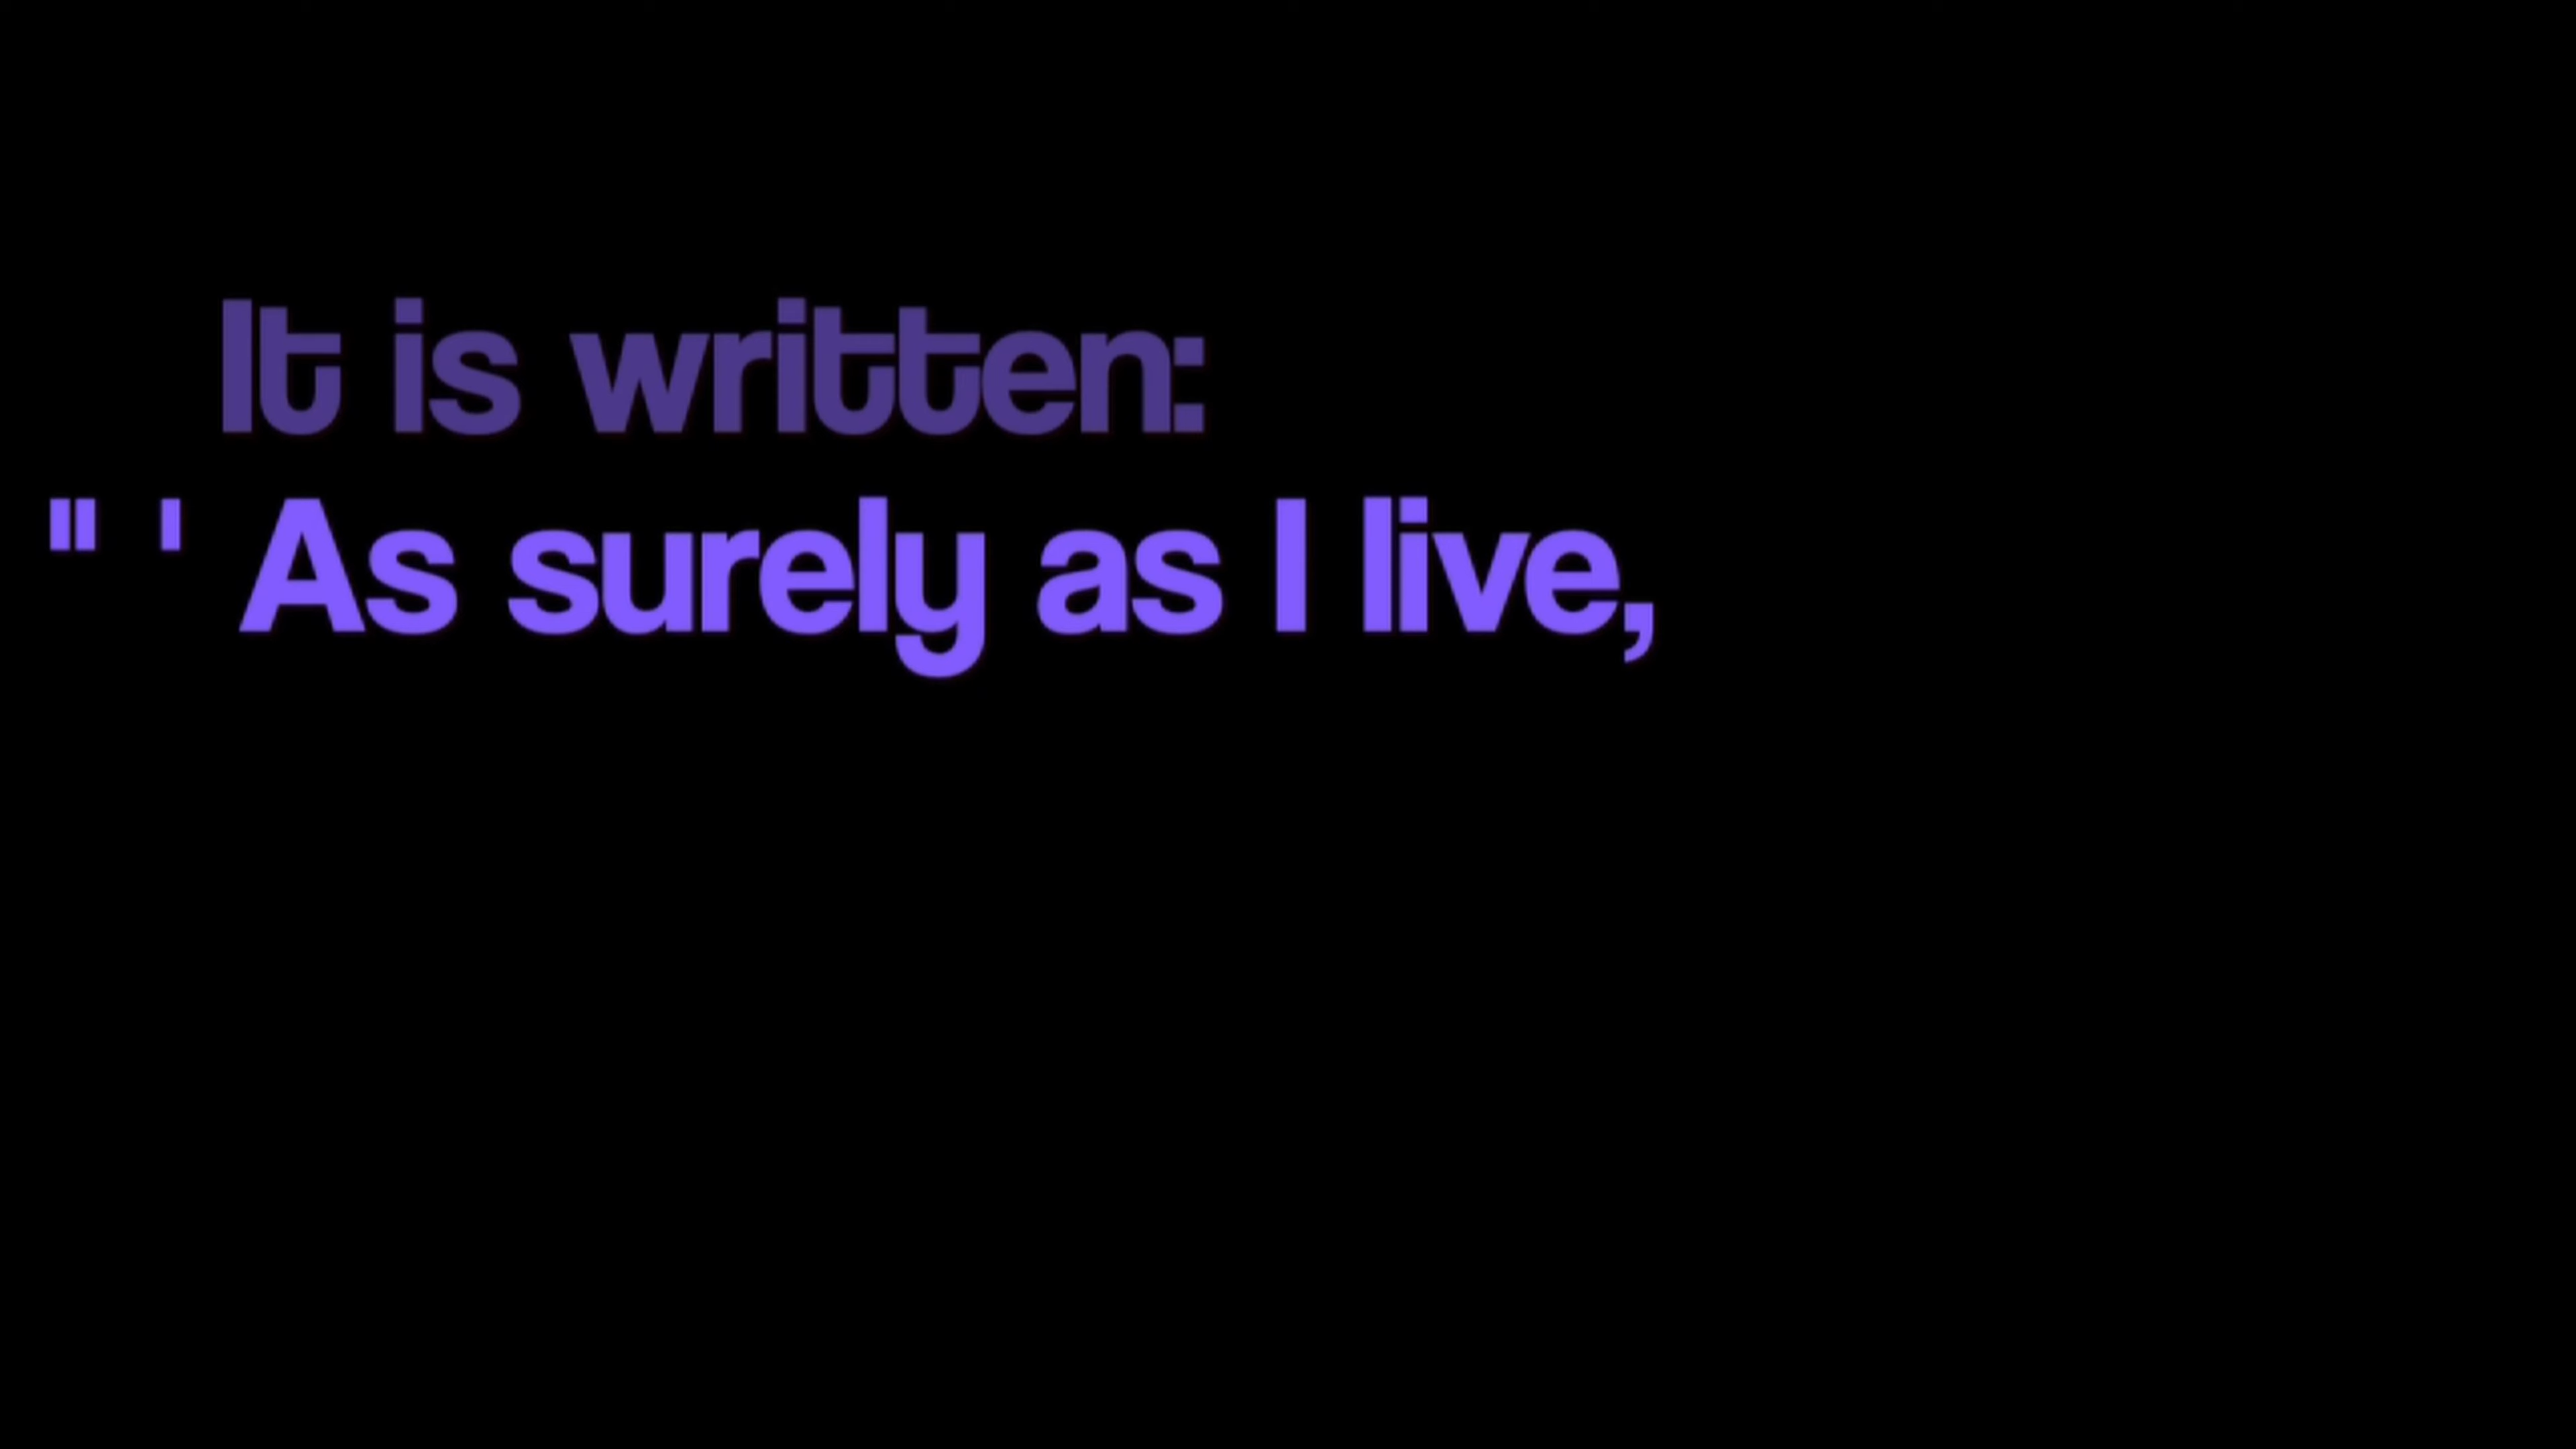 It is written:
" ' As surely as I live,